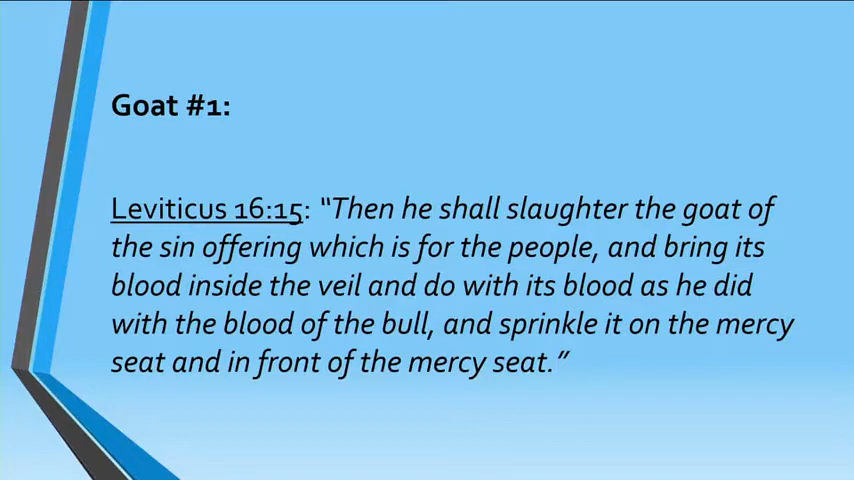 Goat #1:
Leviticus 16:15: “Then he shall slaughter the goat of
the sin offering which is for the people, and bring its
blood inside the veil and do with its blood as he did
with the blood of the bull, and sprinkle it on the mercy
seat and in front of the mercy seat.”